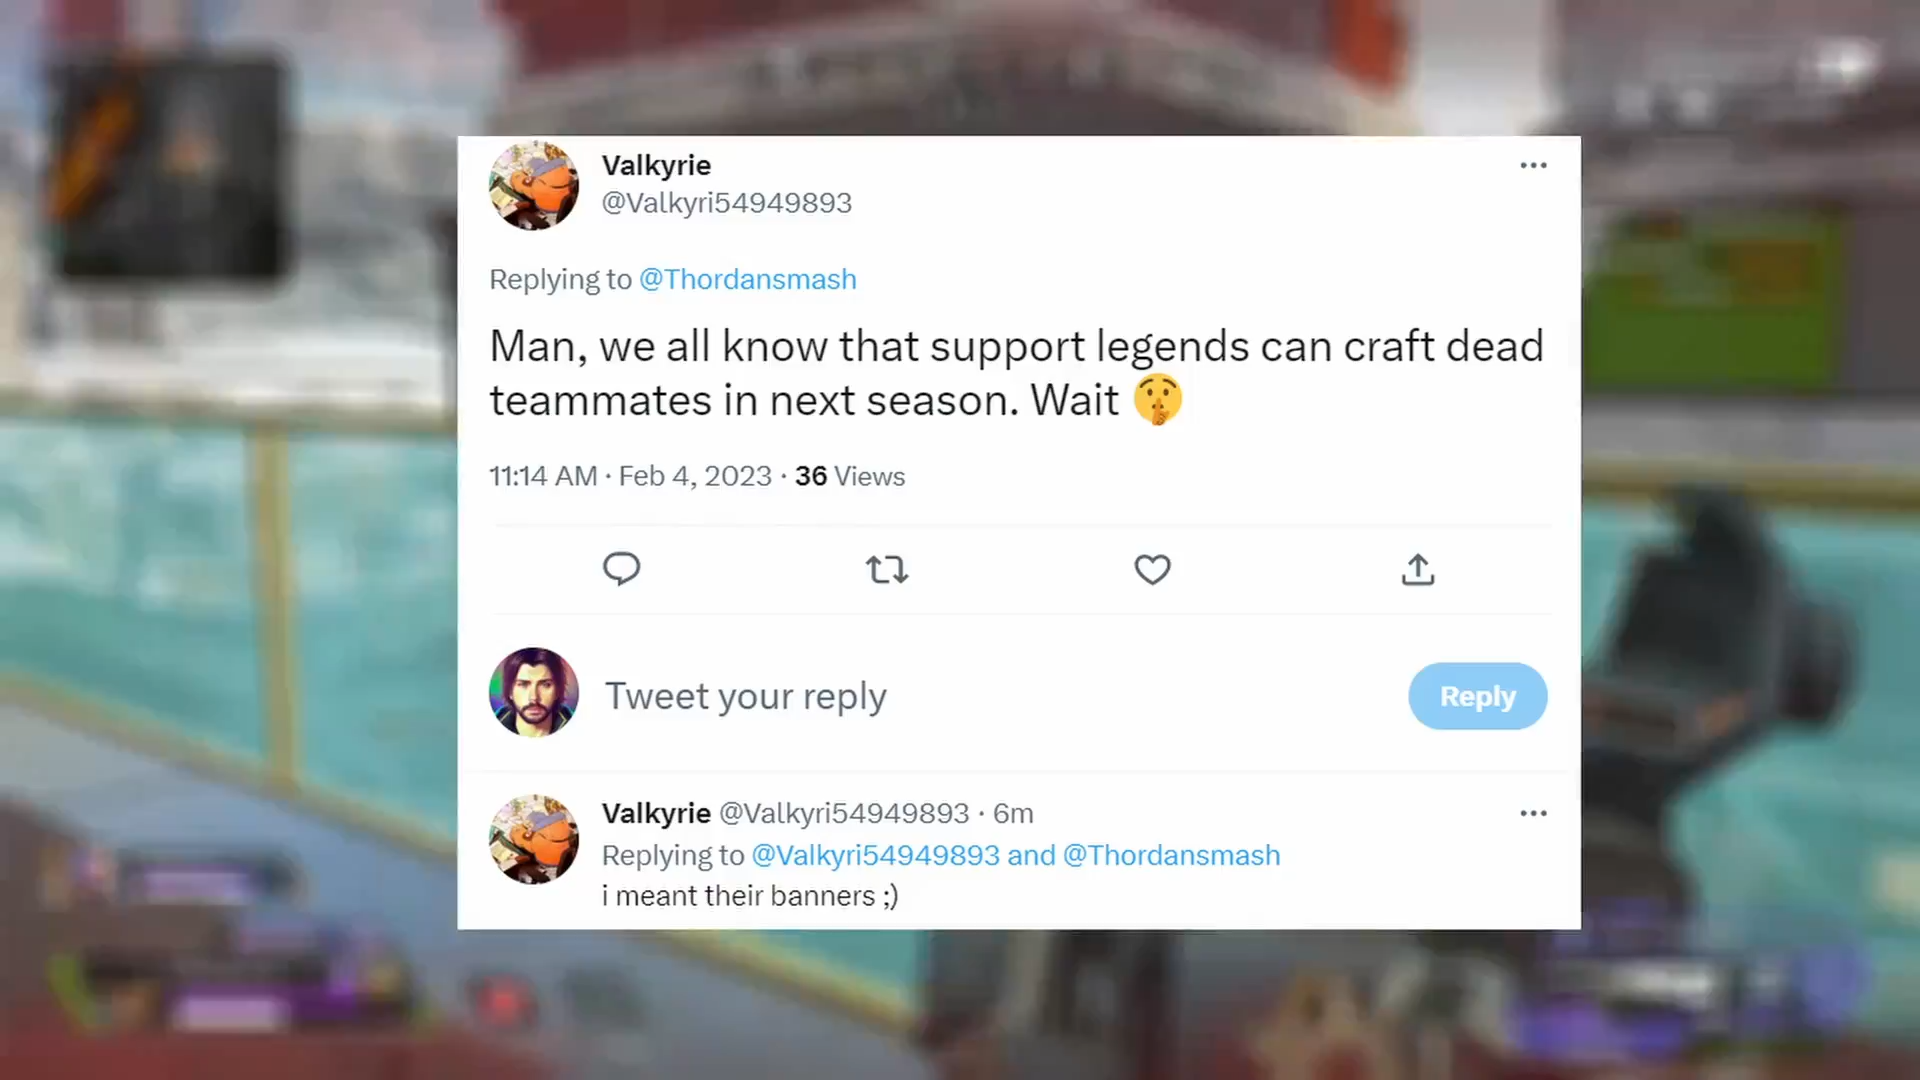 Valkyrie
@Valkyri54949893
Replying to @Thordansmash
Man, we all know that support legends can craft dead
teammates in next season. Wait 🤫
11:14 AM · Feb 4, 2023 · 36 Views
Tweet your reply
Reply
Valkyrie @Valkyri54949893 · 6m
Replying to @Valkyri54949893 and @Thordansmash
i meant their banners ;)